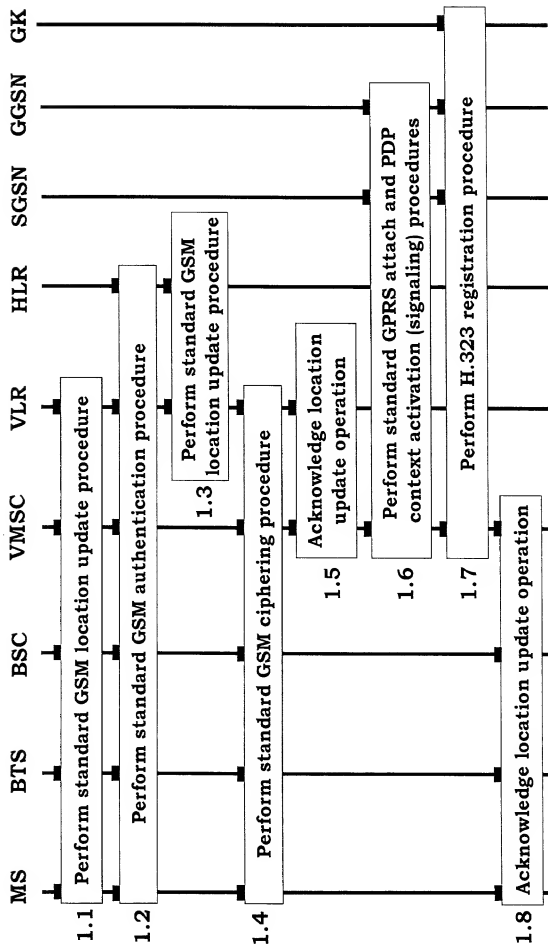 MS BTS BSC VMSC VLR HLR SGSN GGSN GK
1.1 Perform standard GSM location update procedure
1.2 Perform standard GSM authentication procedure
1.3 Perform standard GSM
location update procedure
1.4 Perform standard GSM ciphering procedure
1.5 Acknowledge location
update operation
1.6 Perform standard GPRS attach and PDP
context activation (signaling) procedures
1.7 Perform H.323 registration procedure
1.8 Acknowledge location update operation